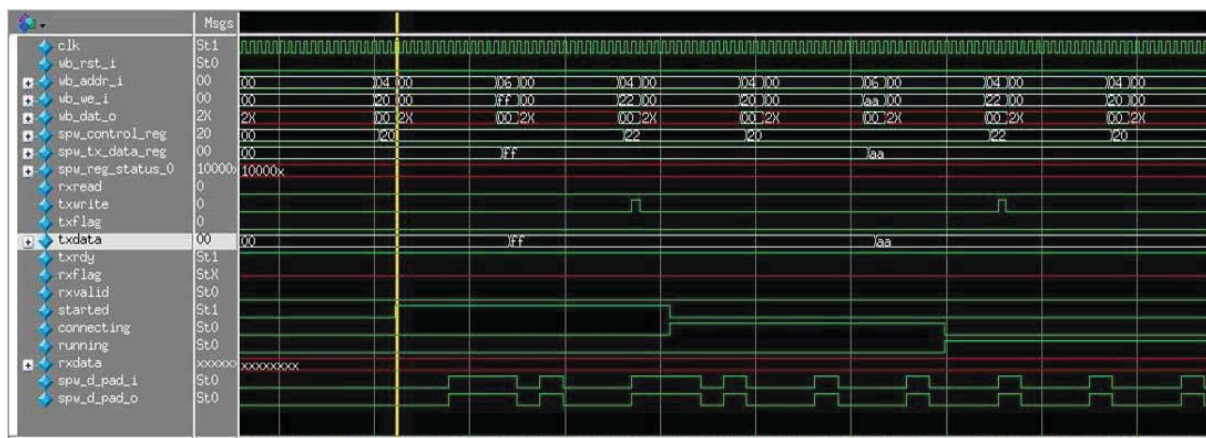 Msgs
clk St1
wb_rst_i St0
wb_addr_i 00 00 04 00 06 00 04 00 04 00 06 00 04 00 04 00
wb_we_i 00 00 20 00 ff 00 22 00 20 00 aa 00 22 00 20 00
wb_dat_o 2X 2X 00 2X 00 2X 00 2X 00 2X 00 2X 00 2X 00 2X
spw_control_reg 20 00 20 22 20 22 20
spw_tx_data_reg 00 00 ff aa
spw_reg_status_0 10000x 10000x
rxread 0
txwrite 0
txflag 0
txdata 00 00 ff aa
txrdy St1
rxflag StX
rxvalid St0
started St1
connecting St0
running St0
rxdata xxxxxx xxxxxxxx
spw_d_pad_i St0
spw_d_pad_o St0